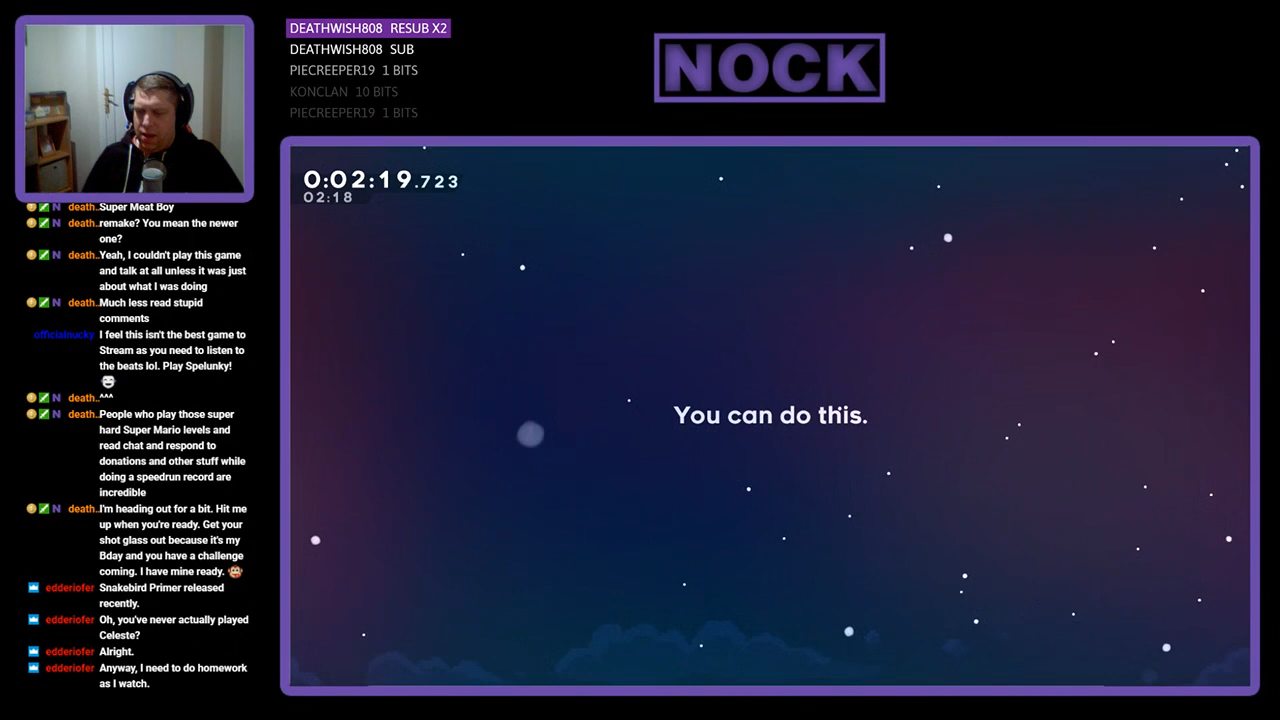 DEATHWISH808 RESUB X2
DEATHWISH808 SUB
PIECREEPER19 1 BITS
KONCLAN 10 BITS
PIECREEPER19 1 BITS
NOCK
0:02:19.723
02:18
You can do this.
death.. Super Meat Boy
death.. remake? You mean the newer
one?
death.. Yeah, I couldn't play this game
and talk at all unless it was just
about what I was doing
death.. Much less read stupid
comments
officialnucky I feel this isn't the best game to
Stream as you need to listen to
the beats lol. Play Spelunky!
death.. ^^^
death.. People who play those super
hard Super Mario levels and
read chat and respond to
donations and other stuff while
doing a speedrun record are
incredible
death.. I'm heading out for a bit. Hit me
up when you're ready. Get your
shot glass out because it's my
Bday and you have a challenge
coming. I have mine ready.
edderiofer Snakebird Primer released
recently.
edderiofer Oh, you've never actually played
Celeste?
edderiofer Alright.
edderiofer Anyway, I need to do homework
as I watch.